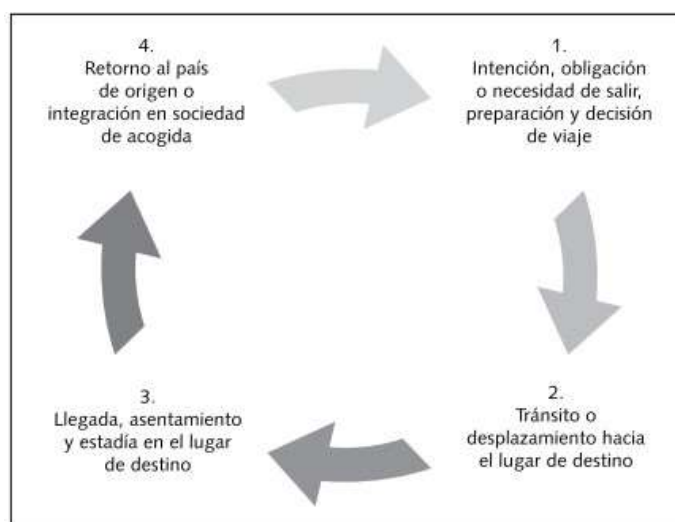 4.
Retorno al país
de origen o
integración en sociedad
de acogida
1.
Intención, obligación
o necesidad de salir,
preparación y decisión
de viaje
3.
Llegada, asentamiento
y estadía en el lugar
de destino
2.
Tránsito o
desplazamiento hacia
el lugar de destino